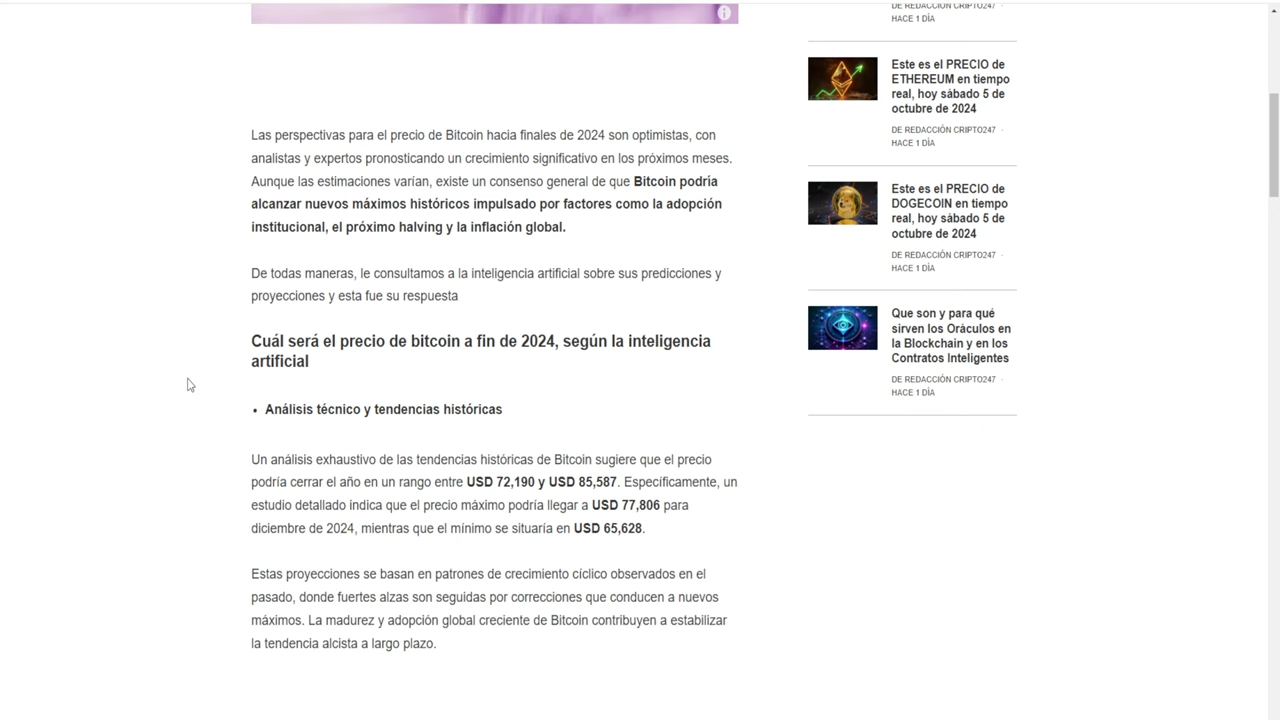 Las perspectivas para el precio de Bitcoin hacia finales de 2024 son optimistas, con
analistas y expertos pronosticando un crecimiento significativo en los próximos meses.
Aunque las estimaciones varían, existe un consenso general de que Bitcoin podría
alcanzar nuevos máximos históricos impulsado por factores como la adopción
institucional, el próximo halving y la inflación global.
De todas maneras, le consultamos a la inteligencia artificial sobre sus predicciones y
proyecciones y esta fue su respuesta
Cuál será el precio de bitcoin a fin de 2024, según la inteligencia
artificial
• Análisis técnico y tendencias históricas
Un análisis exhaustivo de las tendencias históricas de Bitcoin sugiere que el precio
podría cerrar el año en un rango entre USD 72,190 y USD 85,587. Específicamente, un
estudio detallado indica que el precio máximo podría llegar a USD 77,806 para
diciembre de 2024, mientras que el mínimo se situaría en USD 65,628.
Estas proyecciones se basan en patrones de crecimiento cíclico observados en el
pasado, donde fuertes alzas son seguidas por correcciones que conducen a nuevos
máximos. La madurez y adopción global creciente de Bitcoin contribuyen a estabilizar
la tendencia alcista a largo plazo.
DE REDACCIÓN CRIPTO247 ·
HACE 1 DÍA
Este es el PRECIO de
ETHEREUM en tiempo
real, hoy sábado 5 de
octubre de 2024
DE REDACCIÓN CRIPTO247 ·
HACE 1 DÍA
Este es el PRECIO de
DOGECOIN en tiempo
real, hoy sábado 5 de
octubre de 2024
DE REDACCIÓN CRIPTO247 ·
HACE 1 DÍA
Que son y para qué
sirven los Oráculos en
la Blockchain y en los
Contratos Inteligentes
DE REDACCIÓN CRIPTO247 ·
HACE 1 DÍA